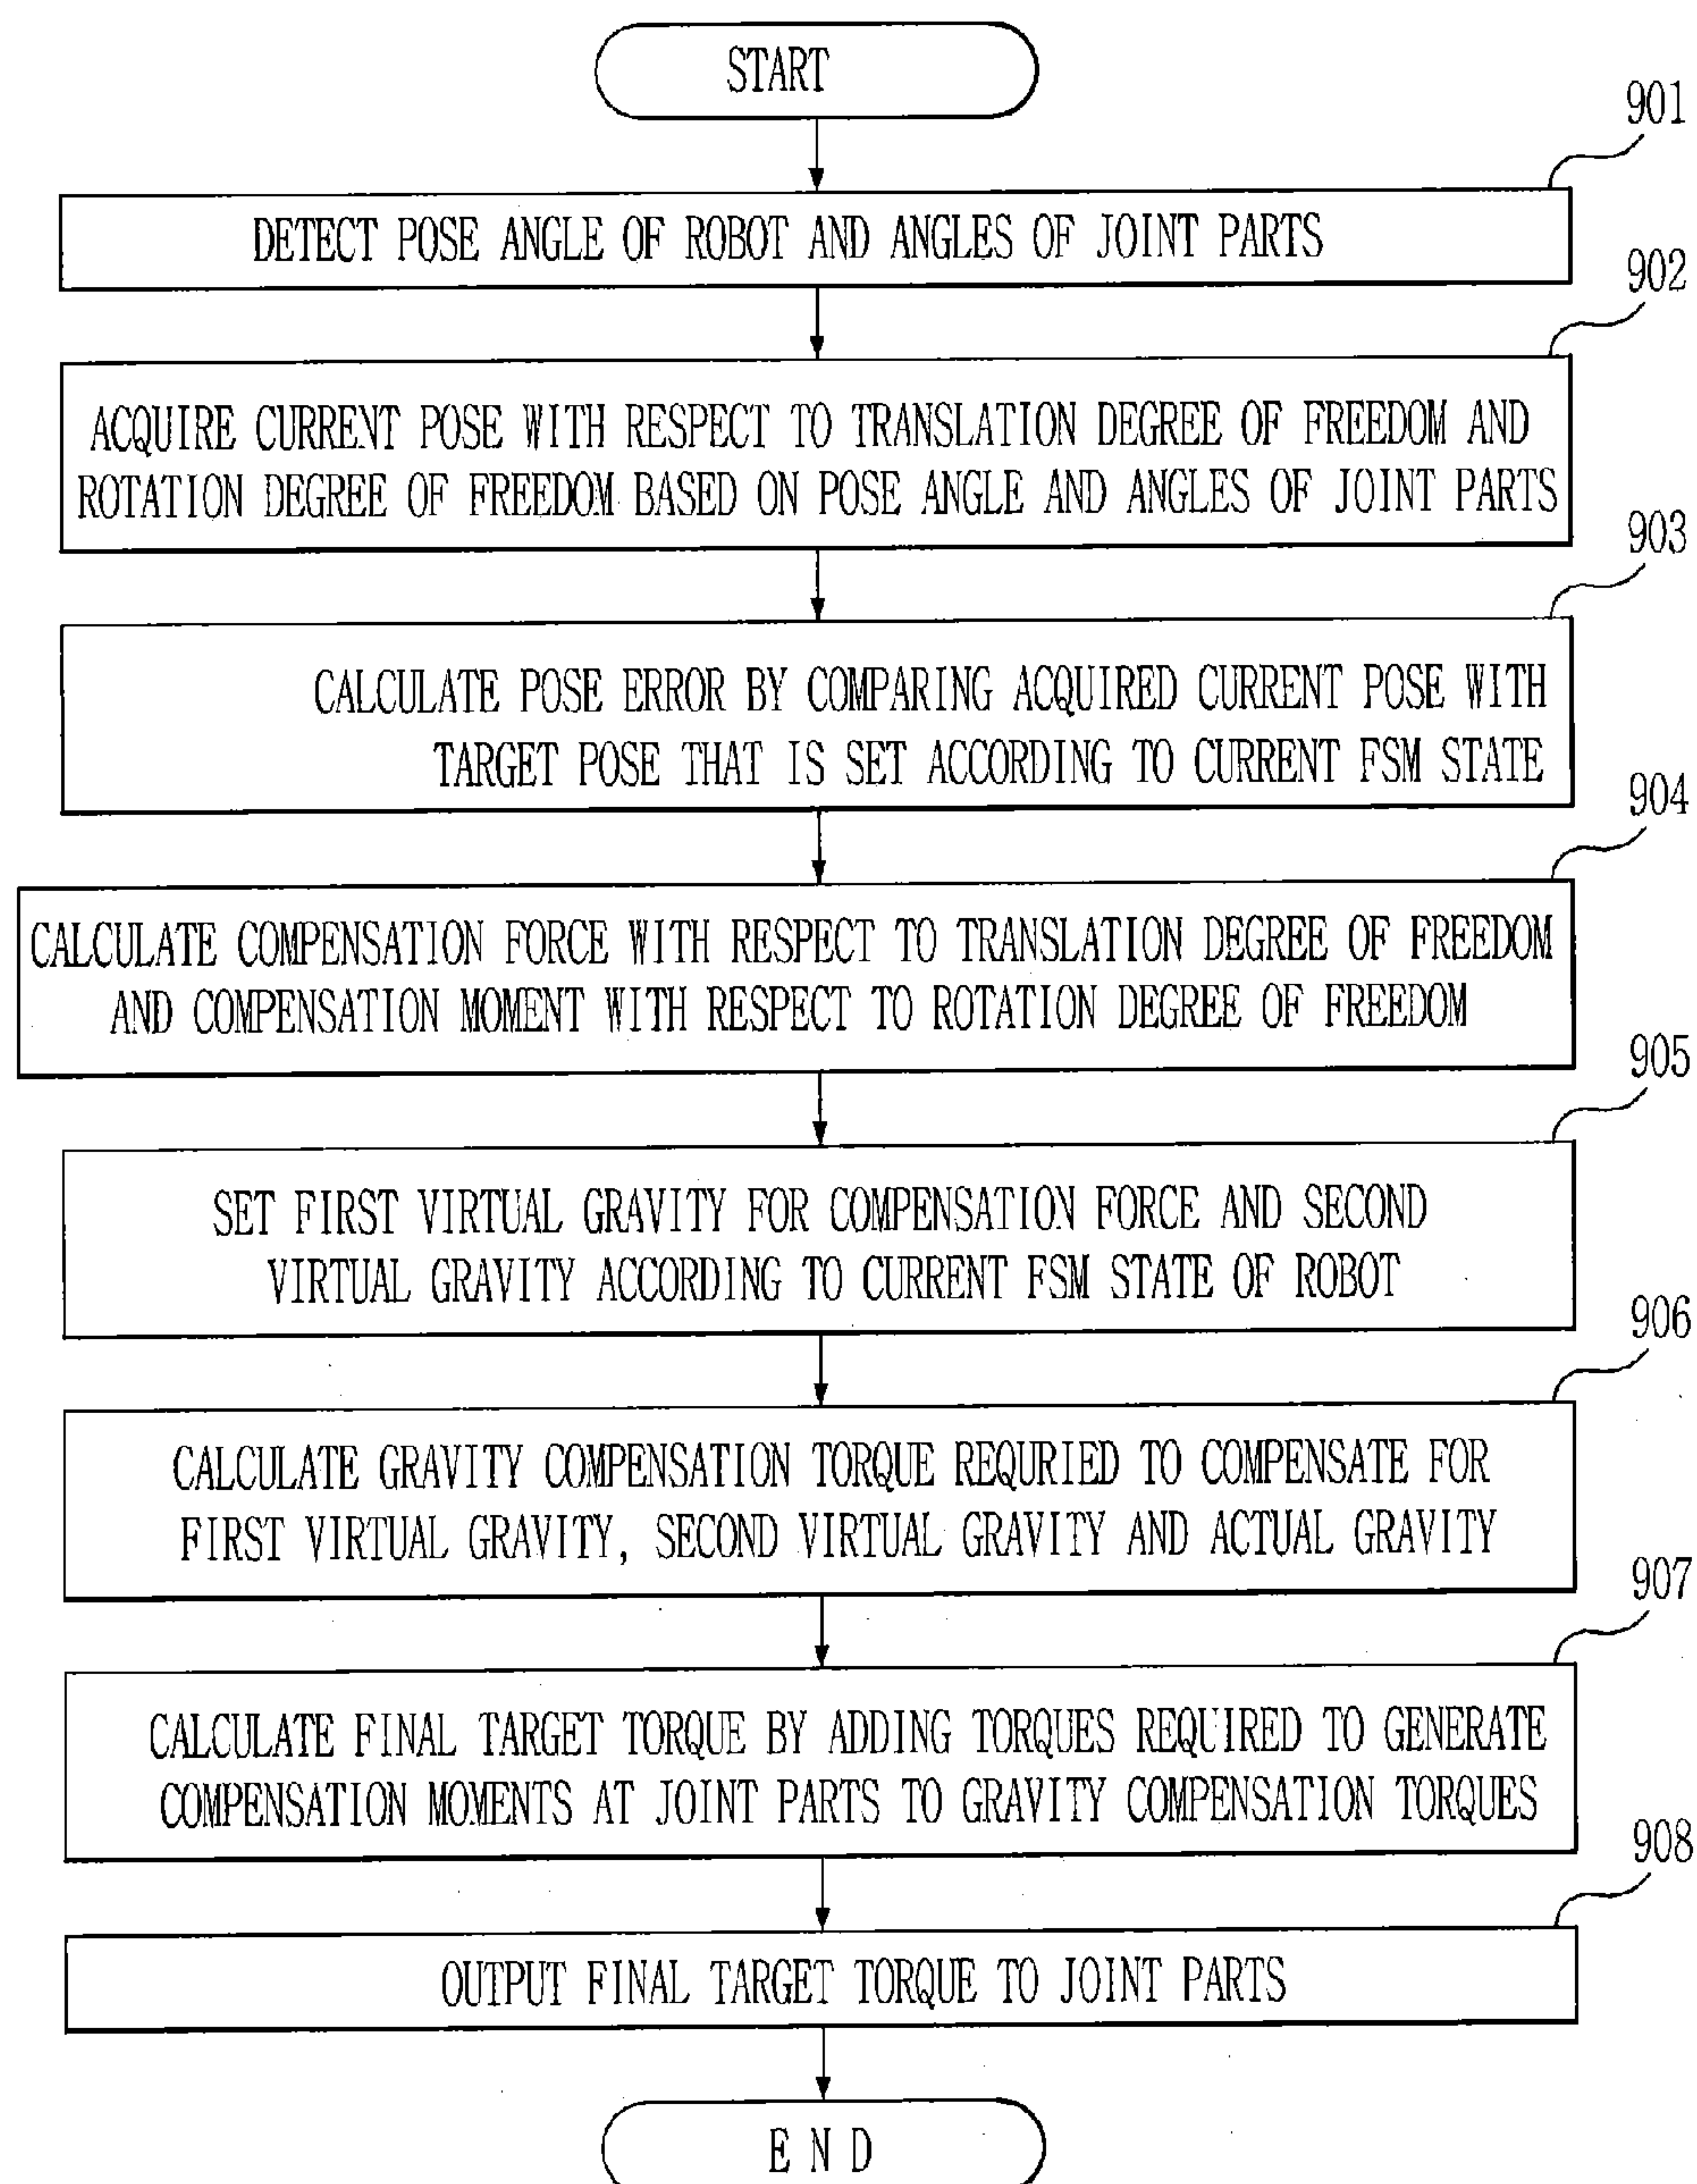 START
901
DETECT POSE ANGLE OF ROBOT AND ANGLES OF JOINT PARTS
902
ACQUIRE CURRENT POSE WITH RESPECT TO TRANSLATION DEGREE OF FREEDOM AND
ROTATION DEGREE OF FREEDOM BASED ON POSE ANGLE AND ANGLES OF JOINT PARTS
903
CALCULATE POSE ERROR BY COMPARING ACQUIRED CURRENT POSE WITH
TARGET POSE THAT IS SET ACCORDING TO CURRENT FSM STATE
904
CALCULATE COMPENSATION FORCE WITH RESPECT TO TRANSLATION DEGREE OF FREEDOM
AND COMPENSATION MOMENT WITH RESPECT TO ROTATION DEGREE OF FREEDOM
905
SET FIRST VIRTUAL GRAVITY FOR COMPENSATION FORCE AND SECOND
VIRTUAL GRAVITY ACCORDING TO CURRENT FSM STATE OF ROBOT
906
CALCULATE GRAVITY COMPENSATION TORQUE REQURIED TO COMPENSATE FOR
FIRST VIRTUAL GRAVITY, SECOND VIRTUAL GRAVITY AND ACTUAL GRAVITY
907
CALCULATE FINAL TARGET TORQUE BY ADDING TORQUES REQUIRED TO GENERATE
COMPENSATION MOMENTS AT JOINT PARTS TO GRAVITY COMPENSATION TORQUES
908
OUTPUT FINAL TARGET TORQUE TO JOINT PARTS
END